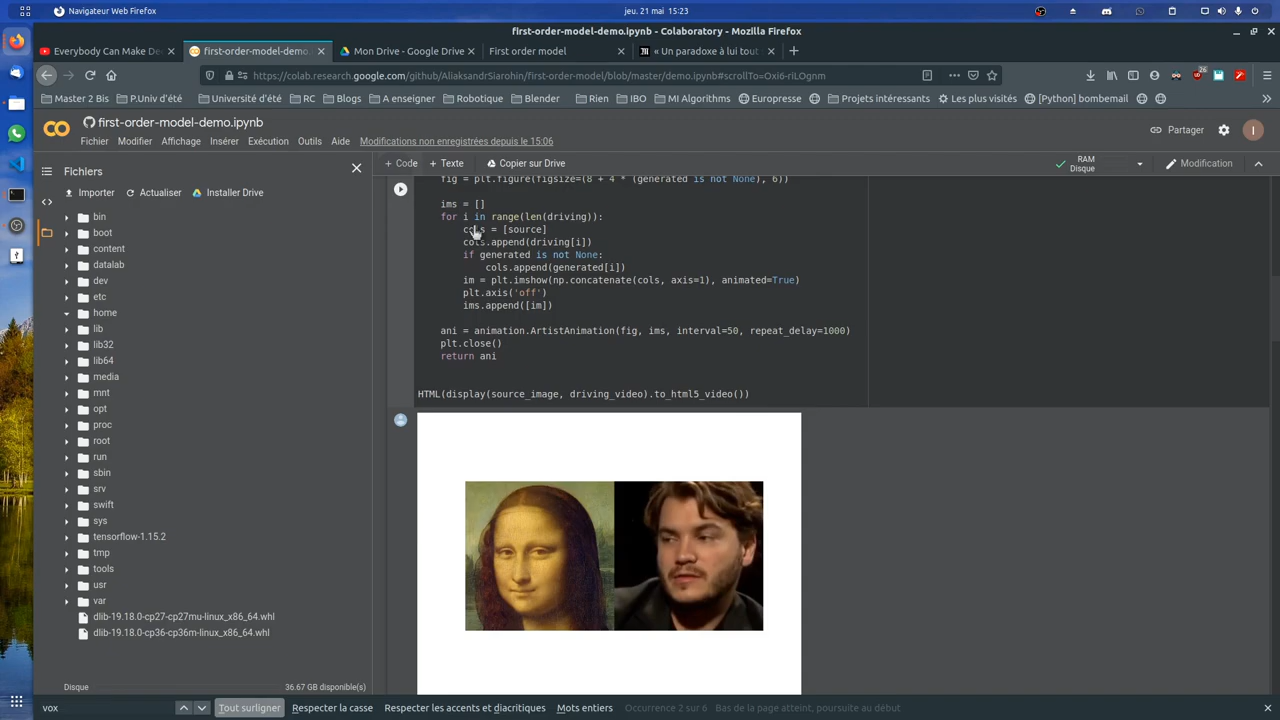 Navigateur Web Firefox
jeu. 21 mai 15:23
first-order-model-demo.ipynb - Colaboratory - Mozilla Firefox
Everybody Can Make De
first-order-model-demo.
Mon Drive - Google Drive
First order model
« Un paradoxe à lui tout
https://colab.research.google.com/github/AliaksandrSiarohin/first-order-model/blob/master/demo.ipynb#scrollTo=Oxi6-riLOgnm
26
Master 2 Bis
P.Univ d'été
Université d'été
RC
Blogs
A enseigner
Robotique
Blender
Rien
IBO
MI Algorithms
Europresse
Projets intéressants
Les plus visités
[Python] bombemail
first-order-model-demo.ipynb
Fichier Modifier Affichage Insérer Exécution Outils Aide Modifications non enregistrées depuis le 15:06
Partager
I
Fichiers
+ Code + Texte Copier sur Drive
RAM
Disque
Modification
Importer Actualiser Installer Drive
bin
boot
content
datalab
dev
etc
home
lib
lib32
lib64
media
mnt
opt
proc
root
run
sbin
srv
swift
sys
tensorflow-1.15.2
tmp
tools
usr
var
dlib-19.18.0-cp27-cp27mu-linux_x86_64.whl
dlib-19.18.0-cp36-cp36m-linux_x86_64.whl
Disque 36.67 GB disponible(s)
fig = plt.figure(figsize=(8 + 4 * (generated is not None), 6))
ims = []
for i in range(len(driving)):
cols = [source]
cols.append(driving[i])
if generated is not None:
cols.append(generated[i])
im = plt.imshow(np.concatenate(cols, axis=1), animated=True)
plt.axis('off')
ims.append([im])
ani = animation.ArtistAnimation(fig, ims, interval=50, repeat_delay=1000)
plt.close()
return ani
HTML(display(source_image, driving_video).to_html5_video())
vox
Tout surligner Respecter la casse Respecter les accents et diacritiques Mots entiers Occurrence 2 sur 6 Bas de la page atteint, poursuite au début